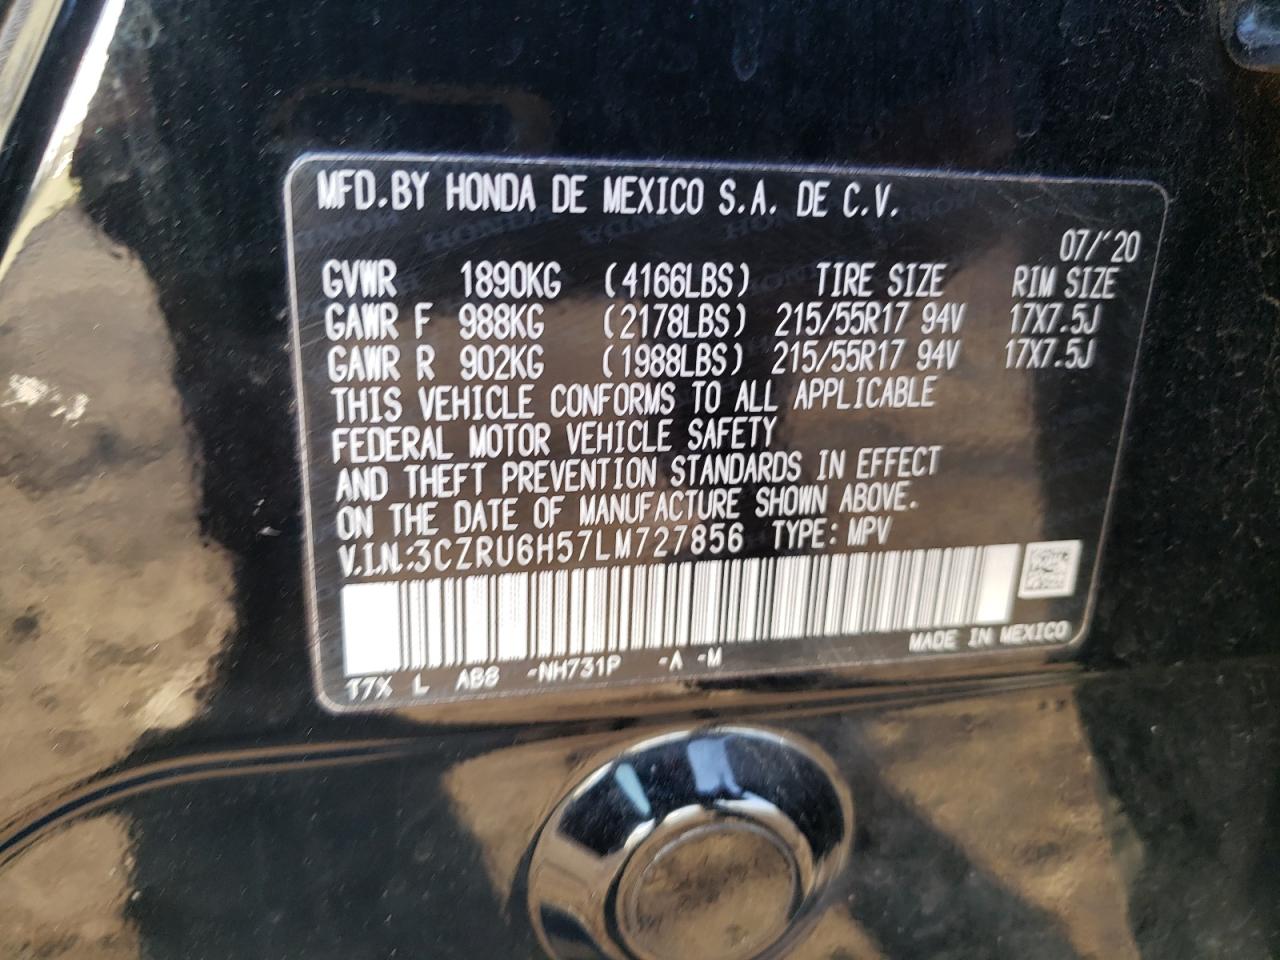 MFD.BY HONDA DE MEXICO S.A. DE C.V.
07/'20
GVWR 1890KG (4166LBS) TIRE SIZE RIM SIZE
GAWR F 988KG (2178LBS) 215/55R17 94V 17X7.5J
GAWR R 902KG (1988LBS) 215/55R17 94V 17X7.5J
THIS VEHICLE CONFORMS TO ALL APPLICABLE
FEDERAL MOTOR VEHICLE SAFETY
AND THEFT PREVENTION STANDARDS IN EFFECT
ON THE DATE OF MANUFACTURE SHOWN ABOVE.
V.I.N.:3CZRU6H57LM727856 TYPE: MPV
MADE IN MEXICO
T7X L AB8 -NH731P -A -M